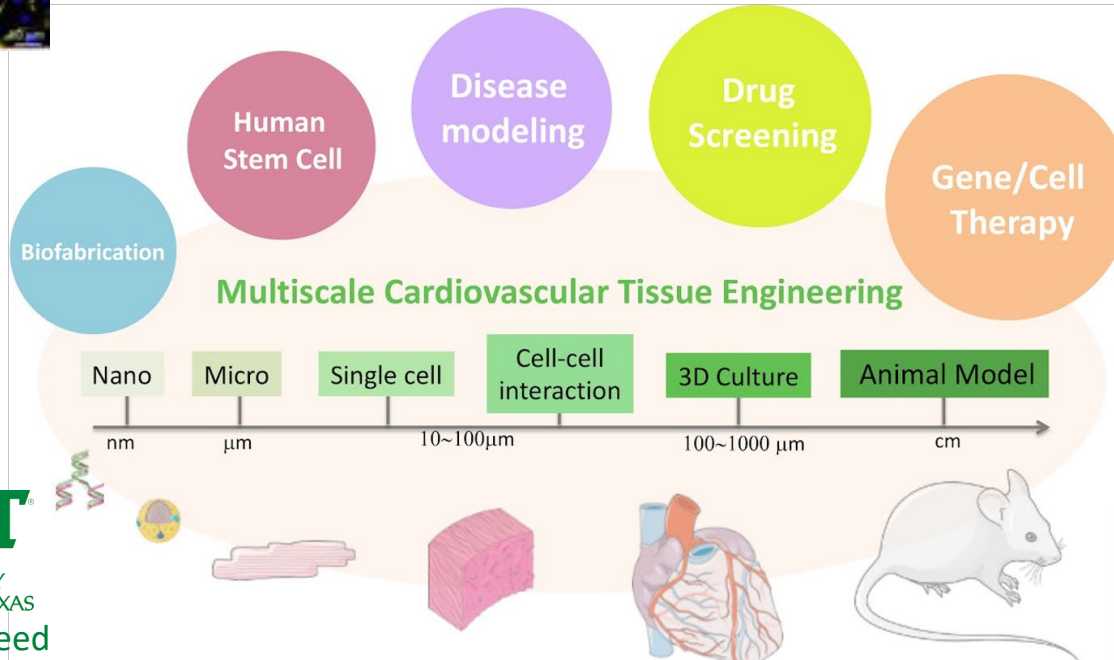 Disease
modeling
Drug
Screening
Human
Stem Cell
Gene/Cell
Therapy
Biofabrication
Multiscale Cardiovascular Tissue Engineering
Nano
Micro
Single cell
Cell-cell
interaction
3D Culture
Animal Model
nm
μm
10~100μm
100~1000 μm
cm
T®
XAS
eed